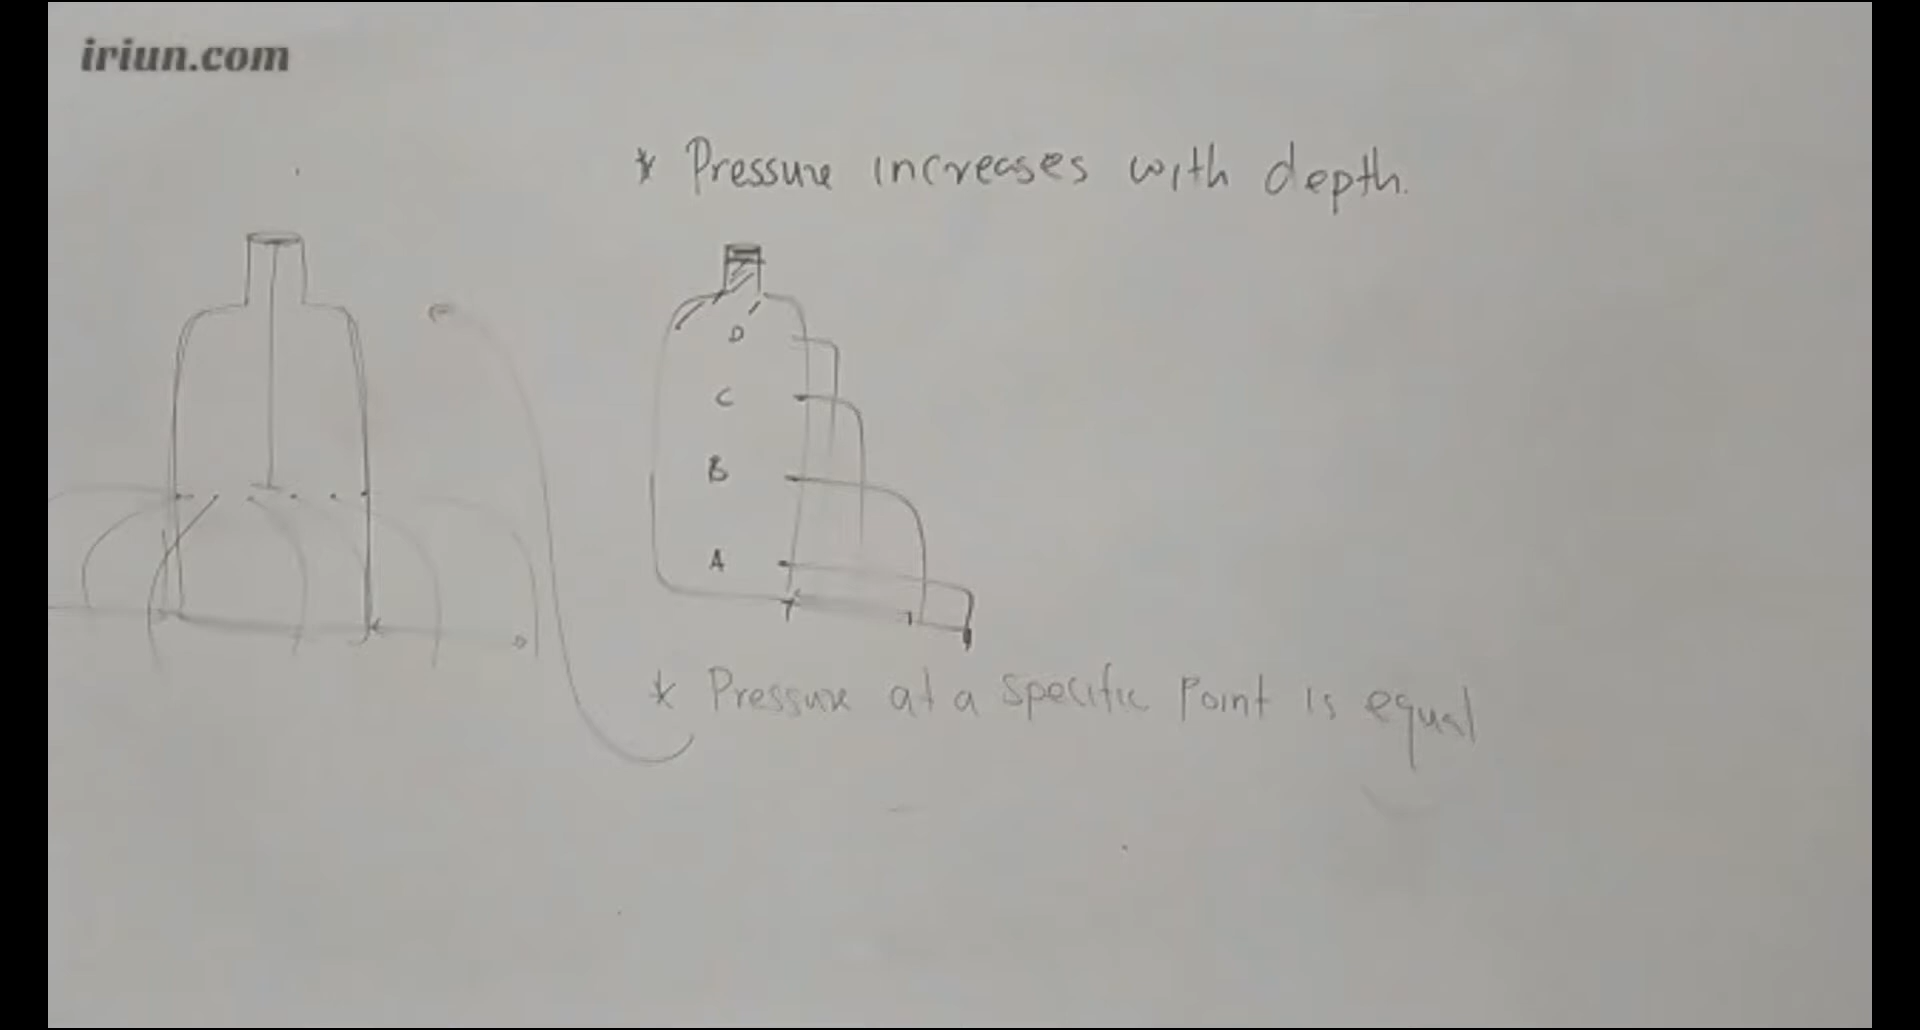 iriun.com
* Pressure increases with depth.
D
C
B
A
* Pressure at a specific Point is equal